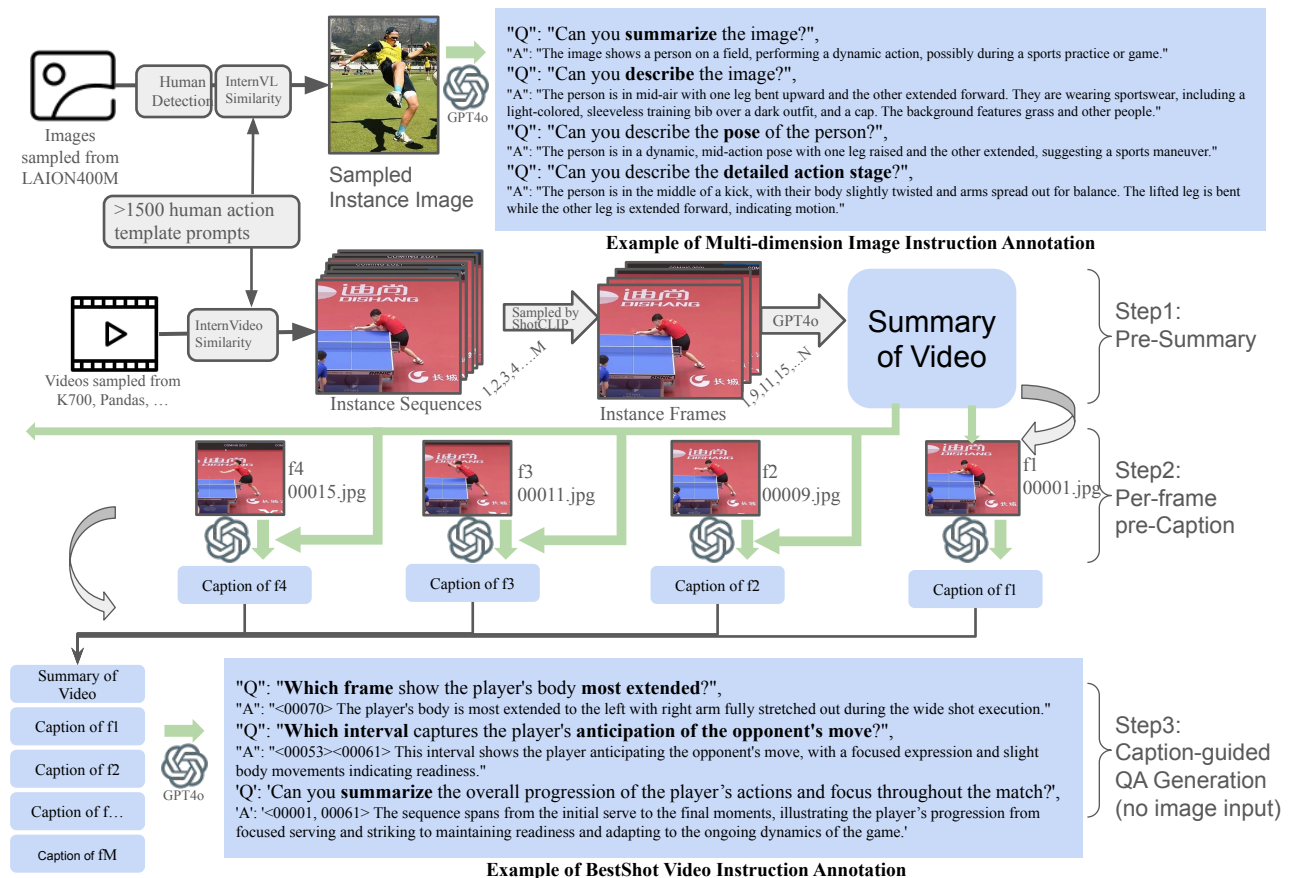 Images
sampled from
LAION400M
Human
Detection
InternVL
Similarity
Sampled
Instance Image
GPT4o
"Q": "Can you summarize the image?",
"A": "The image shows a person on a field, performing a dynamic action, possibly during a sports practice or game."
"Q": "Can you describe the image?",
"A": "The person is in mid-air with one leg bent upward and the other extended forward. They are wearing sportswear, including a
light-colored, sleeveless training bib over a dark outfit, and a cap. The background features grass and other people."
"Q": "Can you describe the pose of the person?",
"A": "The person is in a dynamic, mid-action pose with one leg raised and the other extended, suggesting a sports maneuver."
"Q": "Can you describe the detailed action stage?",
"A": "The person is in the middle of a kick, with their body slightly twisted and arms spread out for balance. The lifted leg is bent
while the other leg is extended forward, indicating motion."
Example of Multi-dimension Image Instruction Annotation
>1500 human action
template prompts
Videos sampled from
K700, Pandas, …
InternVideo
Similarity
COMING 2021
迪尚
DISHANG
长城
Instance Sequences
1,2,3,4….M
Sampled by
ShotCLIP
迪尚
DISHANG
长城
Instance Frames
1,9,11,15,...N
GPT4o
Summary
of Video
Step1:
Pre-Summary
f4
00015.jpg
f3
00011.jpg
f2
00009.jpg
f1
00001.jpg
Step2:
Per-frame
pre-Caption
Caption of f4
Caption of f3
Caption of f2
Caption of f1
Summary of
Video
Caption of f1
Caption of f2
Caption of f…
Caption of fM
GPT4o
"Q": "Which frame show the player's body most extended?",
"A": "<00070> The player's body is most extended to the left with right arm fully stretched out during the wide shot execution."
"Q": "Which interval captures the player's anticipation of the opponent's move?",
"A": "<00053><00061> This interval shows the player anticipating the opponent's move, with a focused expression and slight
body movements indicating readiness."
'Q': 'Can you summarize the overall progression of the player’s actions and focus throughout the match?',
'A': '<00001, 00061> The sequence spans from the initial serve to the final moments, illustrating the player’s progression from
focused serving and striking to maintaining readiness and adapting to the ongoing dynamics of the game.'
Example of BestShot Video Instruction Annotation
Step3:
Caption-guided
QA Generation
(no image input)